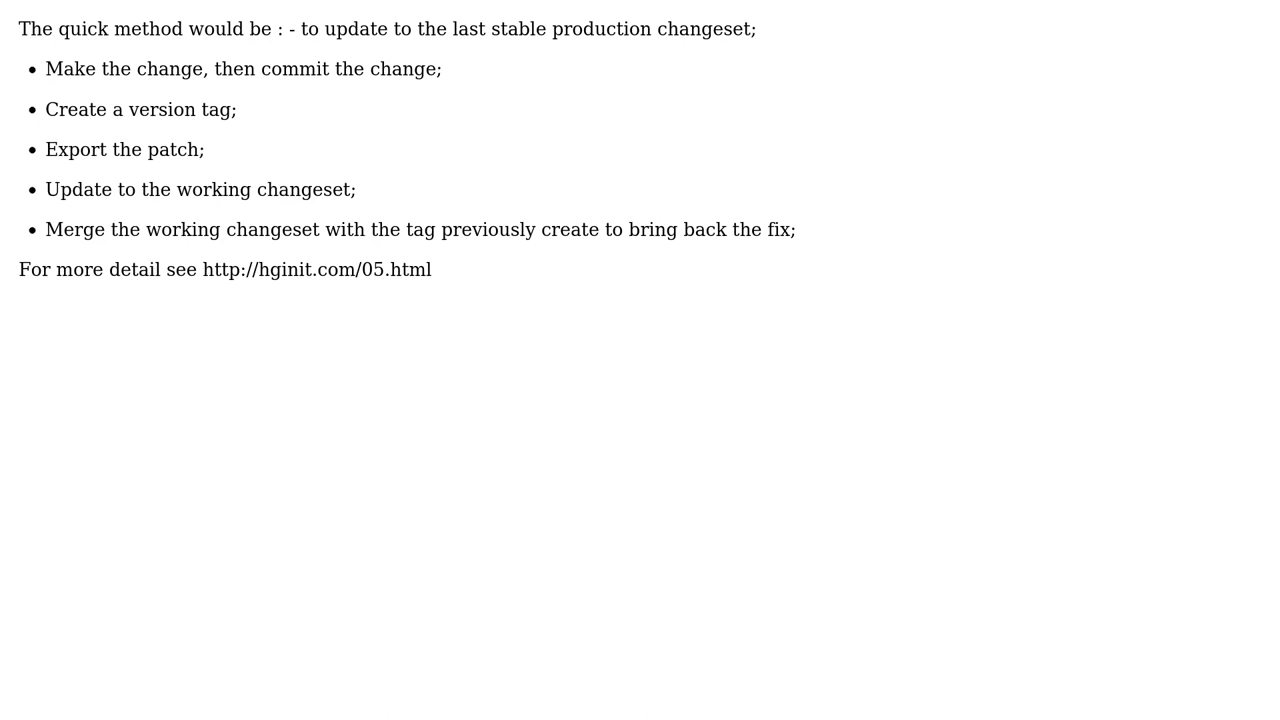 The quick method would be : - to update to the last stable production changeset;
• Make the change, then commit the change;
• Create a version tag;
• Export the patch;
• Update to the working changeset;
• Merge the working changeset with the tag previously create to bring back the fix;
For more detail see http://hginit.com/05.html